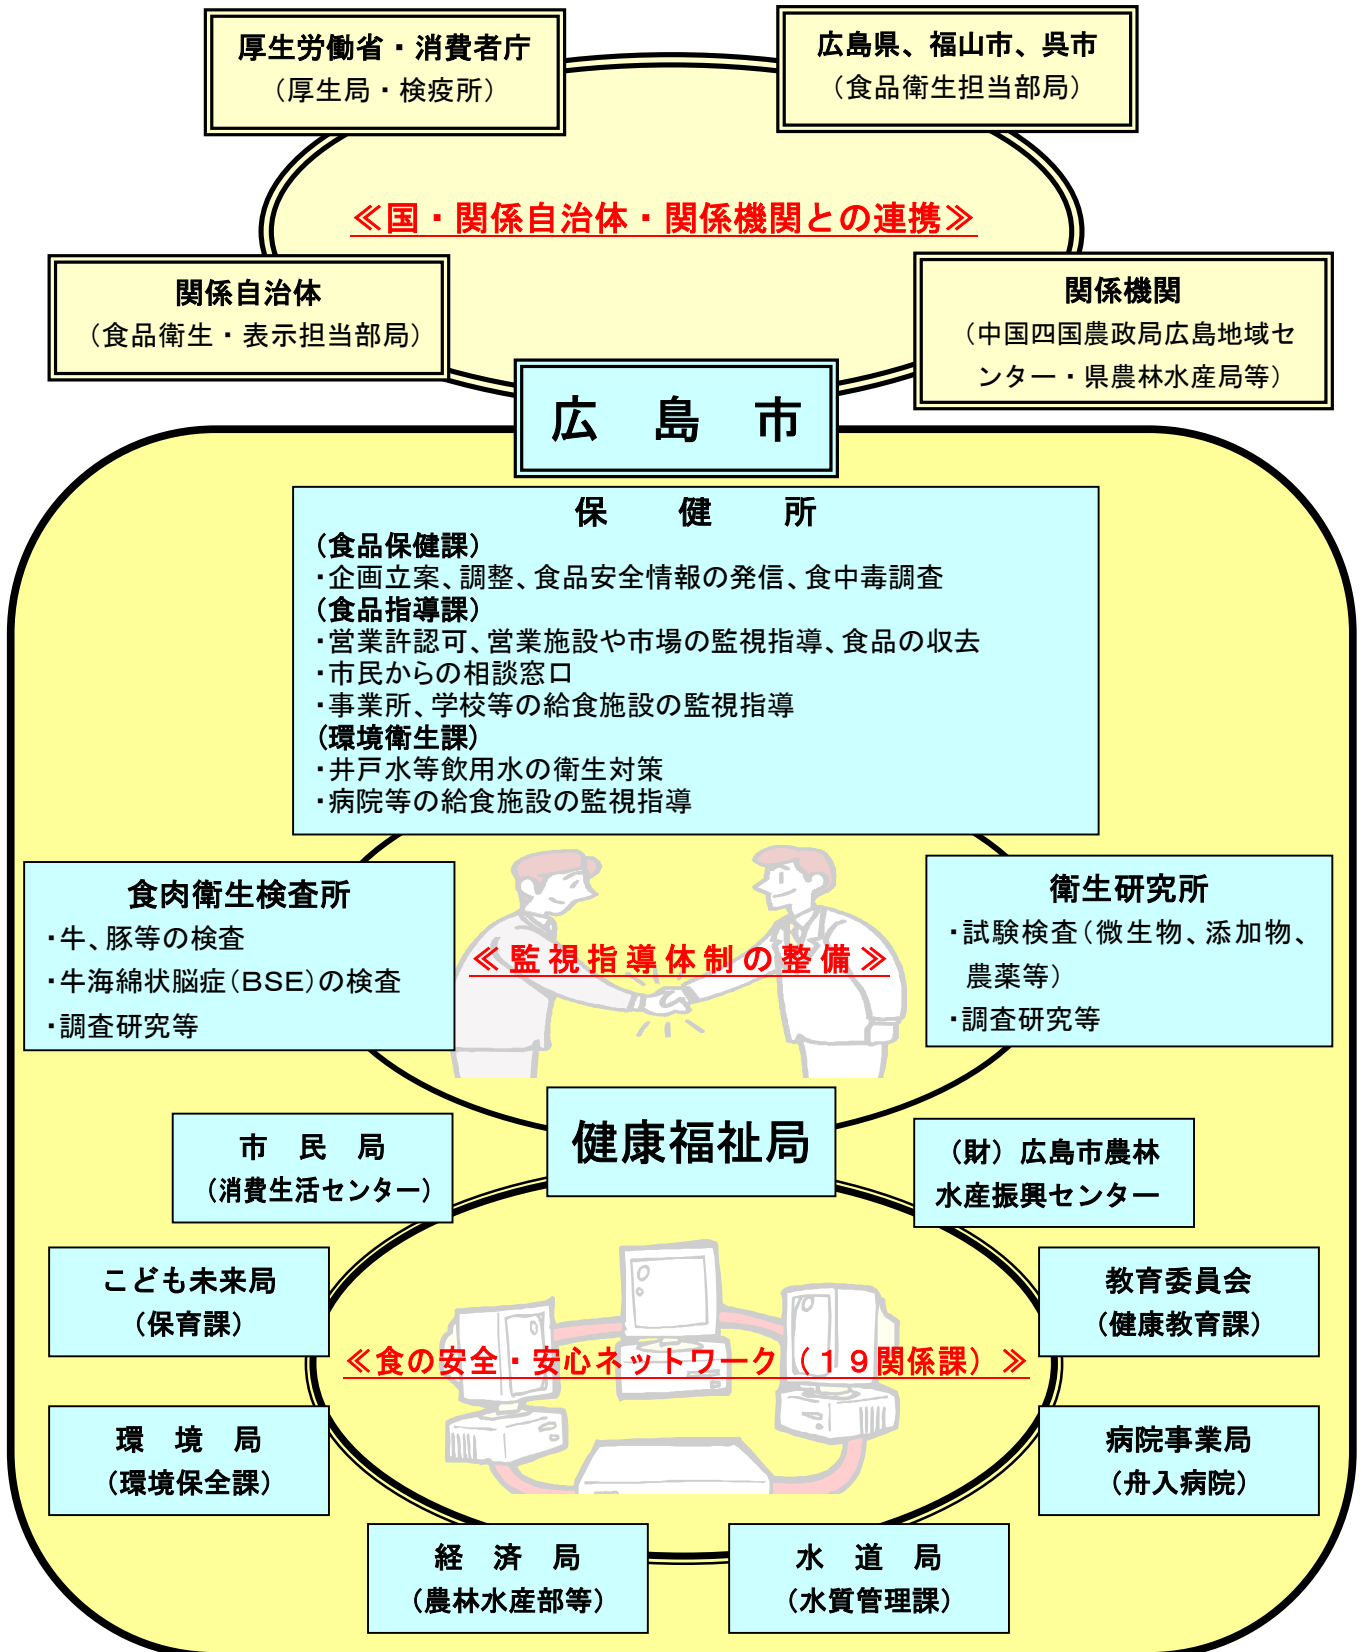 厚生労働省・消費者庁
（厚生局・検疫所）
広島県、福山市、呉市
（食品衛生担当部局）
≪国・関係自治体・関係機関との連携≫
関係自治体
（食品衛生・表示担当部局）
関係機関
（中国四国農政局広島地域セ
ンター・県農林水産局等）
広　島　市
保　健　所
（食品保健課）
・企画立案、調整、食品安全情報の発信、食中毒調査
（食品指導課）
・営業許認可、営業施設や市場の監視指導、食品の収去
・市民からの相談窓口
・事業所、学校等の給食施設の監視指導
（環境衛生課）
・井戸水等飲用水の衛生対策
・病院等の給食施設の監視指導
食肉衛生検査所
・牛、豚等の検査
・牛海綿状脳症（BSE）の検査
・調査研究等
≪監視指導体制の整備≫
衛生研究所
・試験検査（微生物、添加物、
農薬等）
・調査研究等
健康福祉局
市　民　局
（消費生活センター）
（財）広島市農林
水産振興センター
こども未来局
（保育課）
教育委員会
（健康教育課）
≪食の安全・安心ネットワーク（１９関係課）≫
環　境　局
（環境保全課）
病院事業局
（舟入病院）
経　済　局
（農林水産部等）
水　道　局
（水質管理課）